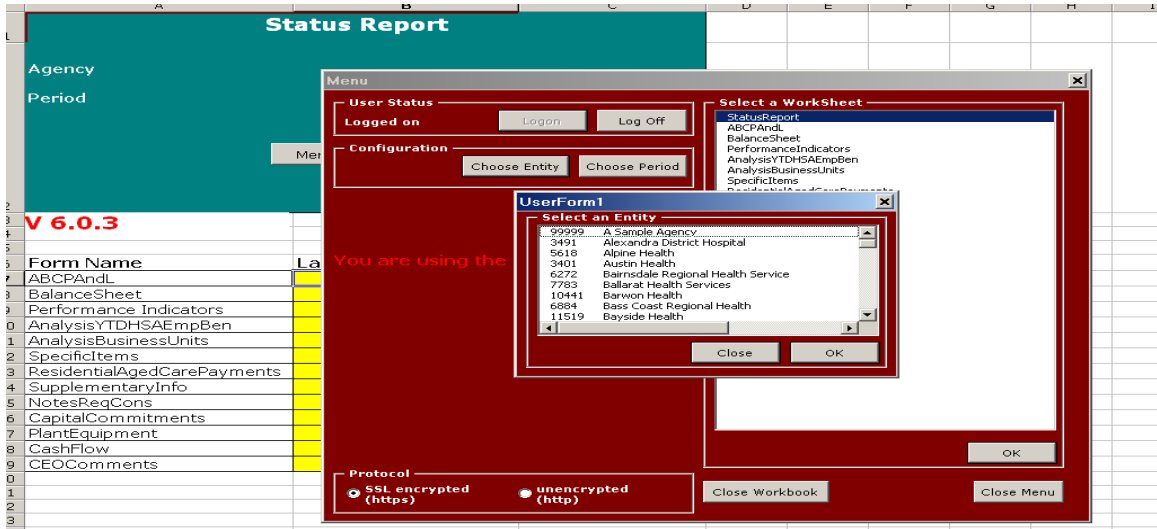 A B C D E F G H I
Status Report
Agency
Period
V 6.0.3
Form Name
ABCPAndL
BalanceSheet
Performance Indicators
AnalysisYTDHSAEmpBen
AnalysisBusinessUnits
SpecificItems
ResidentialAgedCarePayments
SupplementaryInfo
NotesReqCons
CapitalCommitments
PlantEquipment
CashFlow
CEOComments
Menu
User Status
Logged on Logon Log Off
Configuration
Choose Entity Choose Period
You are using the
Protocol
SSL encrypted
(https)
unencrypted
(http)
Select a WorkSheet
StatusReport
ABCPAndL
BalanceSheet
PerformanceIndicators
AnalysisYTDHSAEmpBen
AnalysisBusinessUnits
SpecificItems
ResidentialAgedCarePayments
OK
Close Workbook Close Menu
UserForm1
Select an Entity
99999 A Sample Agency
3491 Alexandra District Hospital
5618 Alpine Health
3401 Austin Health
6272 Bairnsdale Regional Health Service
7783 Ballarat Health Services
10441 Barwon Health
6884 Bass Coast Regional Health
11519 Bayside Health
Close OK